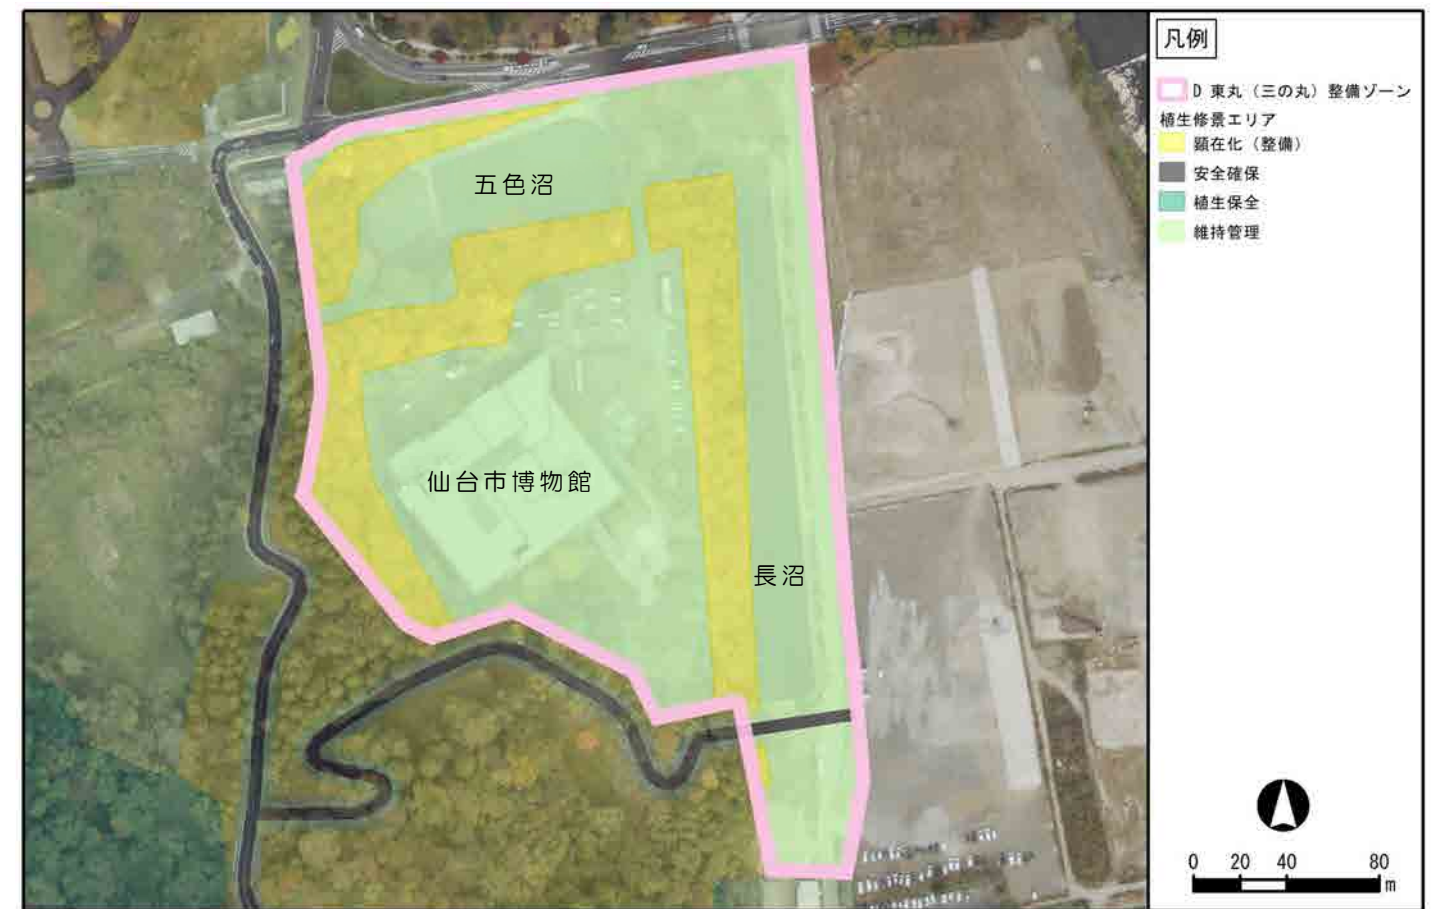 五色沼
仙台市博物館
長沼
凡例
D 東丸（三の丸）整備ゾーン
植生修景エリア
顕在化（整備）
安全確保
植生保全
維持管理
0 20 40 80
m